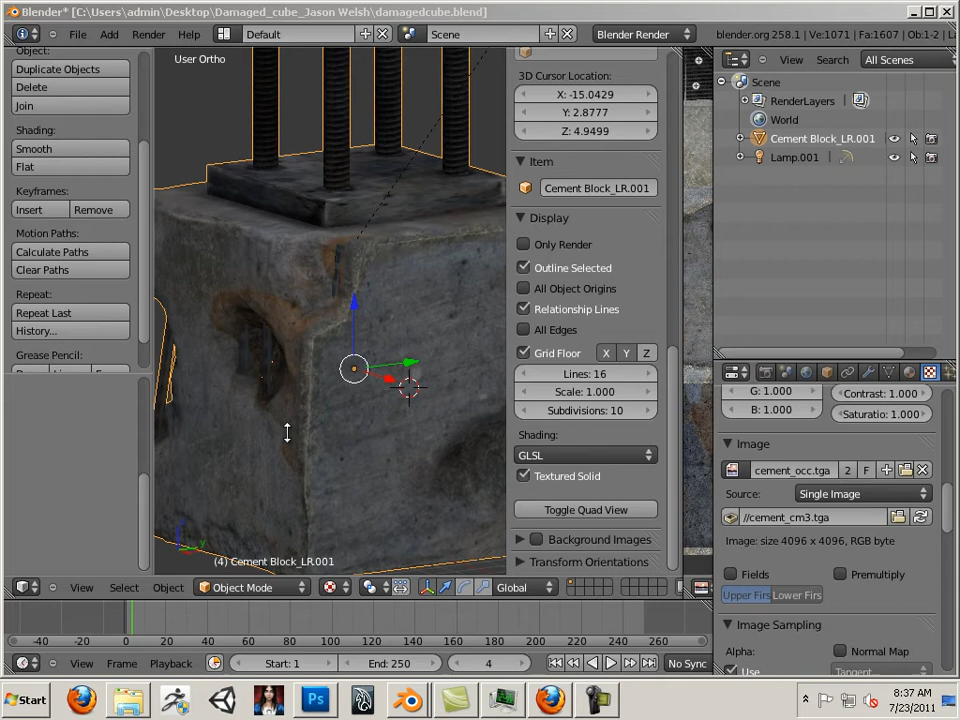 Blender* [C:\Users\admin\Desktop\Damaged_cube_Jason Welsh\damagedcube.blend]
File Add Render Help Default Scene Blender Render blender.org 258.1 | Ve:1071 | Fa:1607 | Ob:1-2 | La
Object:
Duplicate Objects
Delete
Join
Shading:
Smooth
Flat
Keyframes:
Insert Remove
Motion Paths:
Calculate Paths
Clear Paths
Repeat:
Repeat Last
History...
Grease Pencil:
User Ortho
(4) Cement Block_LR.001
3D Cursor Location:
X: -15.0429
Y: 2.8777
Z: 4.9499
Item
Cement Block_LR.001
Display
Only Render
Outline Selected
All Object Origins
Relationship Lines
All Edges
Grid Floor X Y Z
Lines: 16
Scale: 1.000
Subdivisions: 10
Shading:
GLSL
Textured Solid
Toggle Quad View
Background Images
Transform Orientations
View Search All Scenes
Scene
RenderLayers
World
Cement Block_LR.001
Lamp.001
G: 1.000 Contrast: 1.000
B: 1.000 Saturatio: 1.000
Image
cement_occ.tga 2 F
Source: Single Image
//cement_cm3.tga
Image: size 4096 x 4096, RGB byte
Fields Premultiply
Upper Firs Lower Firs
Image Sampling
Alpha: Normal Map
Use Tangent
View Select Object Object Mode Global
-40 -20 0 20 40 60 80 100 120 140 160 180 200 220 240 260
View Frame Playback Start: 1 End: 250 4 No Sync
Start Ps 8:37 AM
7/23/2011